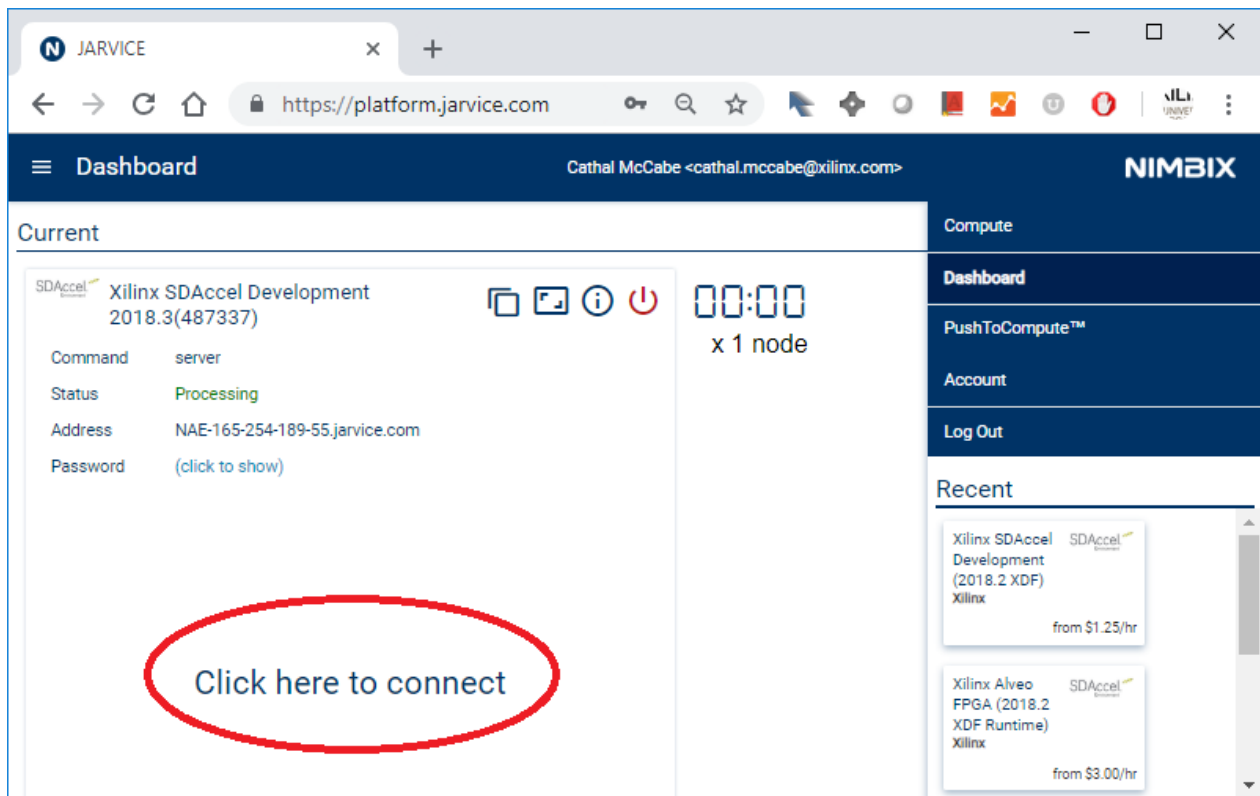 N JARVICE
https://platform.jarvice.com
Dashboard
Cathal McCabe <cathal.mccabe@xilinx.com>
NIMBIX
Current
SDAccel
Xilinx SDAccel Development
2018.3(487337)
00:00
x 1 node
Command server
Status Processing
Address NAE-165-254-189-55.jarvice.com
Password (click to show)
Click here to connect
Compute
Dashboard
PushToCompute™
Account
Log Out
Recent
Xilinx SDAccel SDAccel
Development
(2018.2 XDF)
Xilinx
from $1.25/hr
Xilinx Alveo SDAccel
FPGA (2018.2
XDF Runtime)
Xilinx
from $3.00/hr